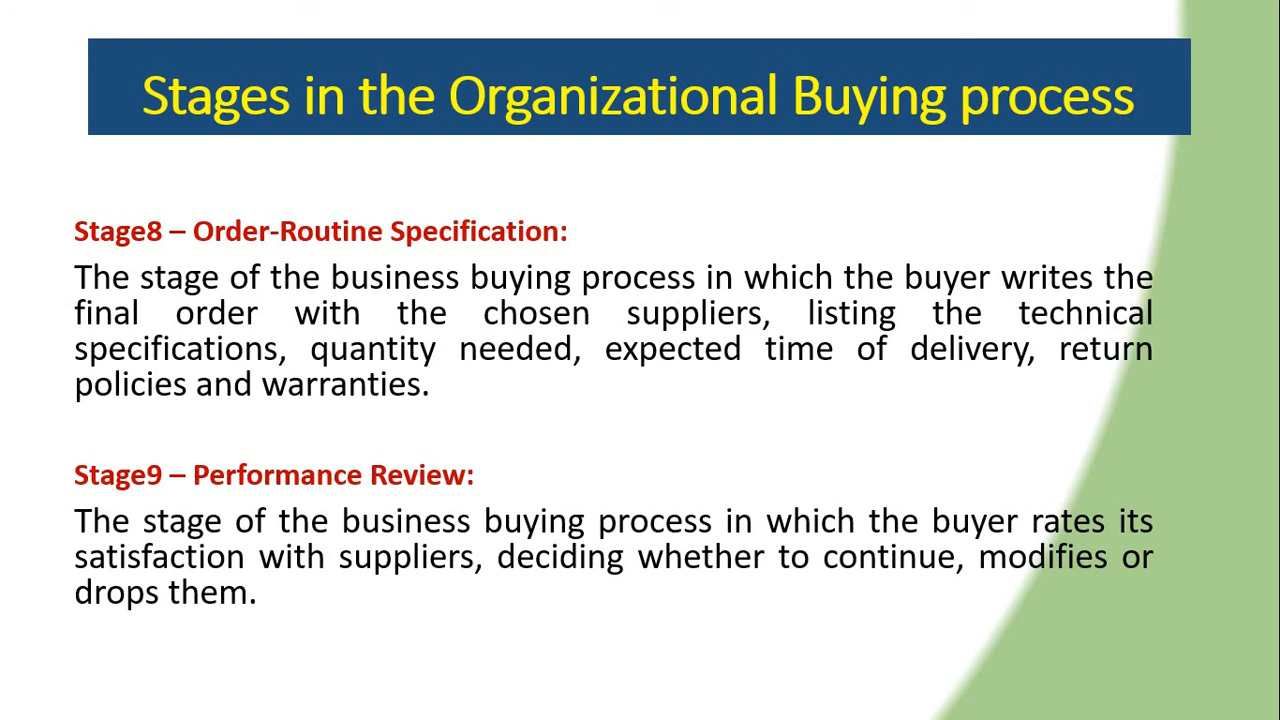 Stages in the Organizational Buying process
Stage8 – Order-Routine Specification:
The stage of the business buying process in which the buyer writes the
final order with the chosen suppliers, listing the technical
specifications, quantity needed, expected time of delivery, return
policies and warranties.
Stage9 – Performance Review:
The stage of the business buying process in which the buyer rates its
satisfaction with suppliers, deciding whether to continue, modifies or
drops them.